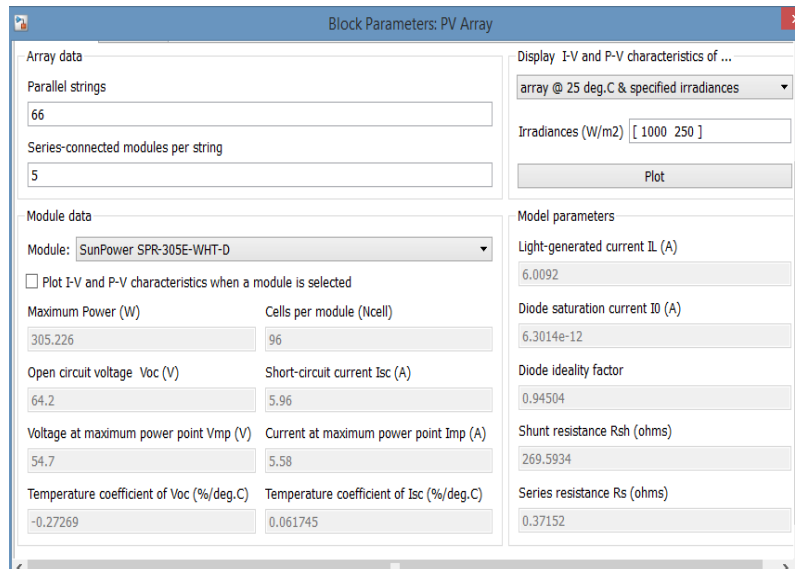 Block Parameters: PV Array
Array data
Parallel strings
66
Series-connected modules per string
5
Display I-V and P-V characteristics of ...
array @ 25 deg.C & specified irradiances
Irradiances (W/m2) [ 1000 250 ]
Plot
Module data
Module: SunPower SPR-305E-WHT-D
Plot I-V and P-V characteristics when a module is selected
Maximum Power (W) Cells per module (Ncell)
305.226 96
Open circuit voltage Voc (V) Short-circuit current Isc (A)
64.2 5.96
Voltage at maximum power point Vmp (V) Current at maximum power point Imp (A)
54.7 5.58
Temperature coefficient of Voc (%/deg.C) Temperature coefficient of Isc (%/deg.C)
-0.27269 0.061745
Model parameters
Light-generated current IL (A)
6.0092
Diode saturation current I0 (A)
6.3014e-12
Diode ideality factor
0.94504
Shunt resistance Rsh (ohms)
269.5934
Series resistance Rs (ohms)
0.37152